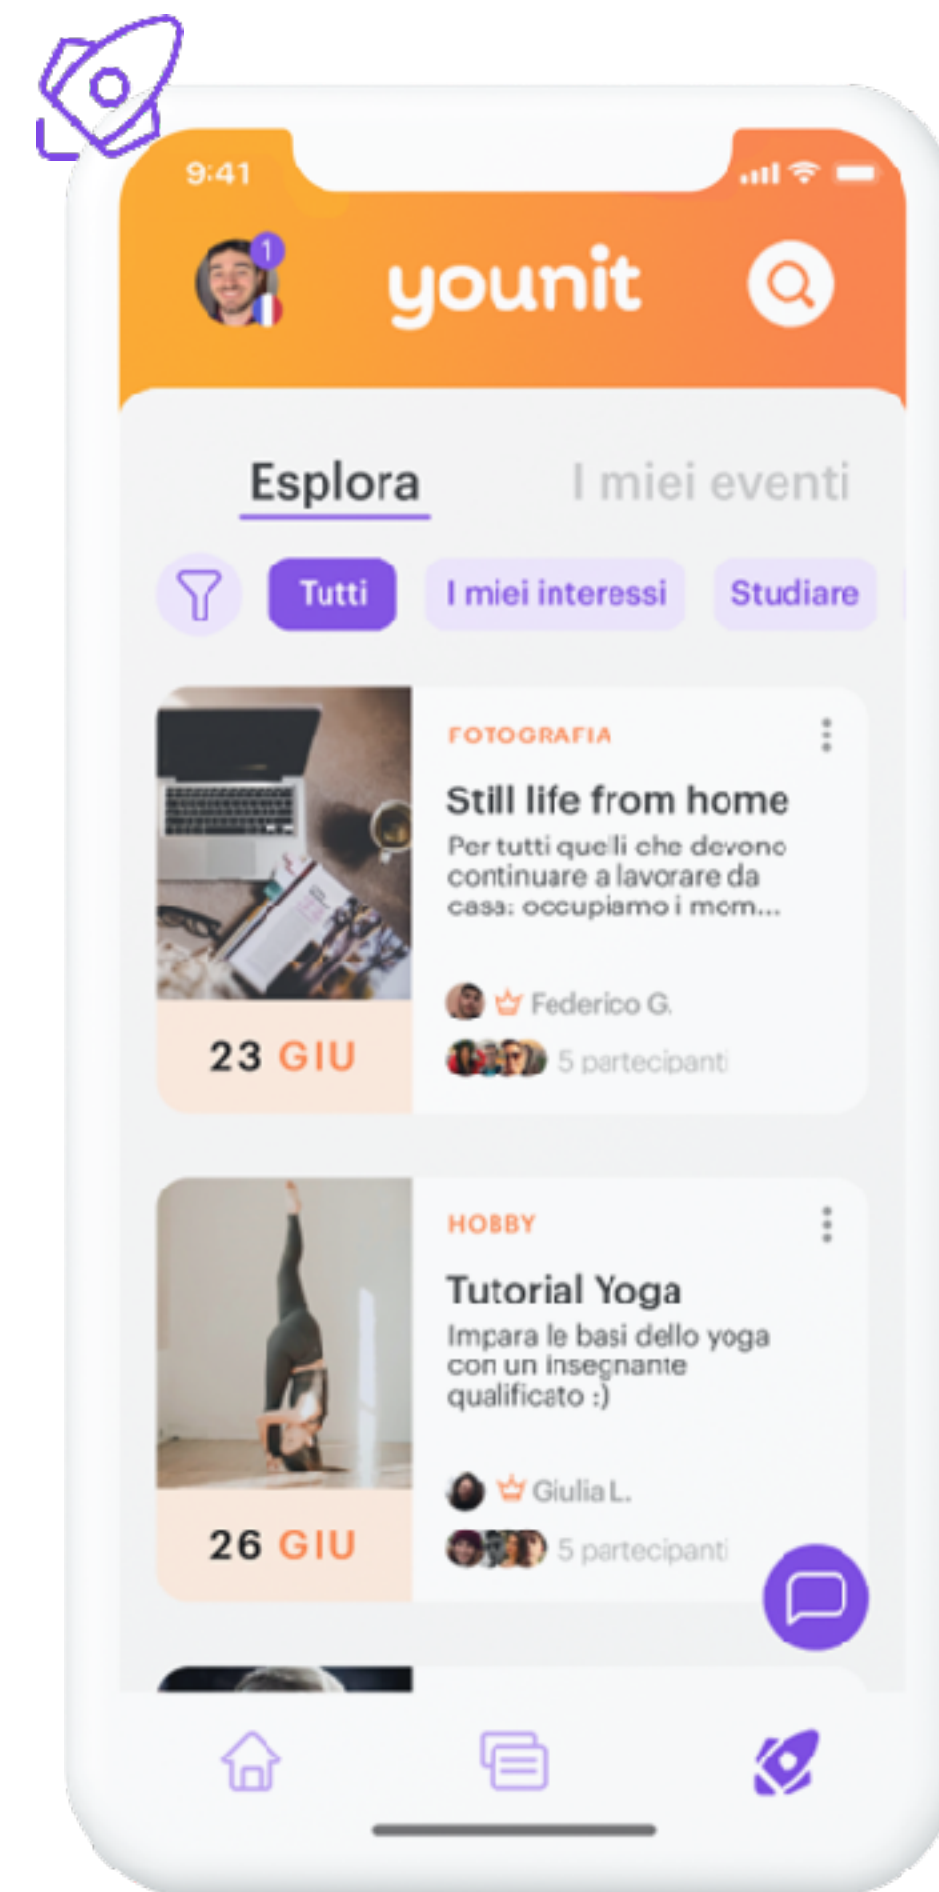 9:41
1
younit
Esplora
I miei eventi
Tutti
I miei interessi
Studiare
FOTOGRAFIA
Still life from home
Per tutti quelli che devono
continuare a lavorare da
casa: occupiamo i mom...
Federico G.
5 partecipanti
23 GIU
HOBBY
Tutorial Yoga
Impara le basi dello yoga
con un insegnante
qualificato :)
Giulia L.
5 partecipanti
26 GIU